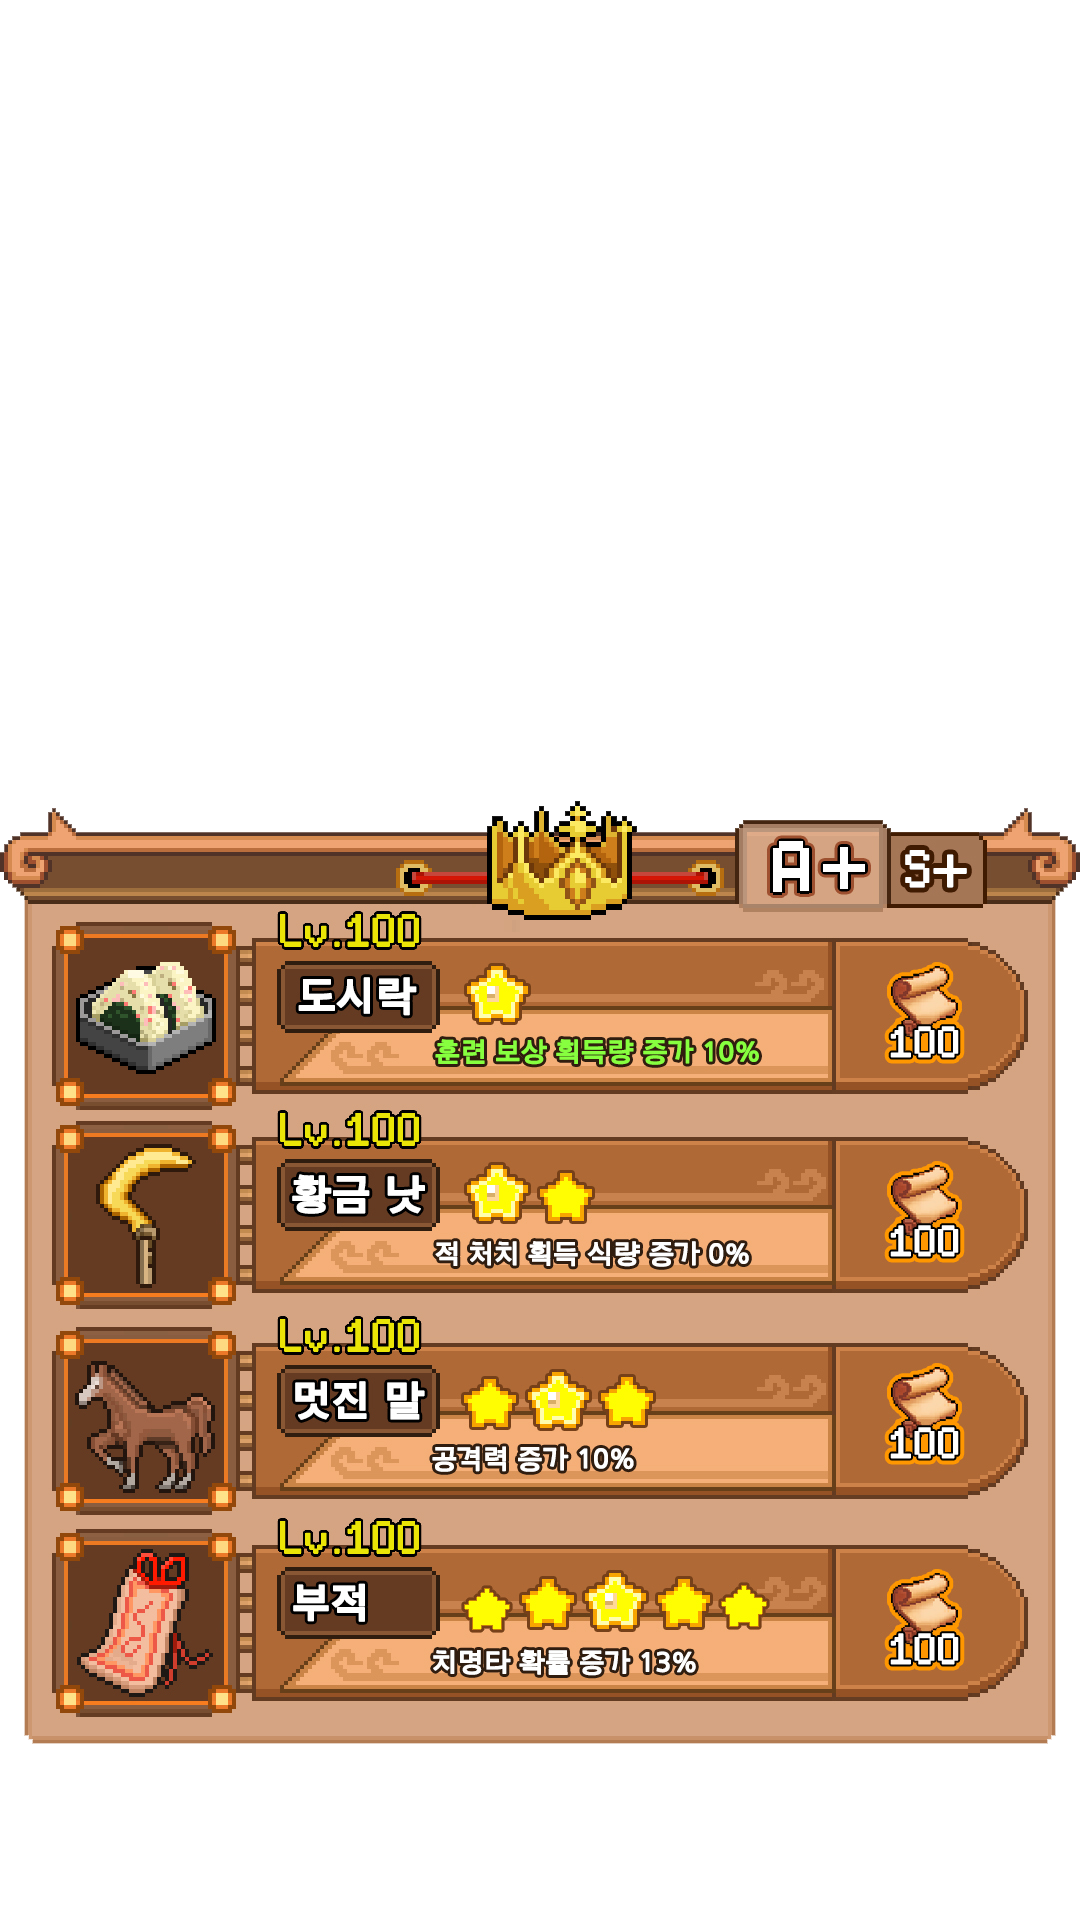 A+ S+
Lv.100
도시락
훈련 보상 획득량 증가 10%
100
Lv.100
황금 낫
적 처치 획득 식량 증가 0%
100
Lv.100
멋진 말
공격력 증가 10%
100
Lv.100
부적
치명타 확률 증가 13%
100